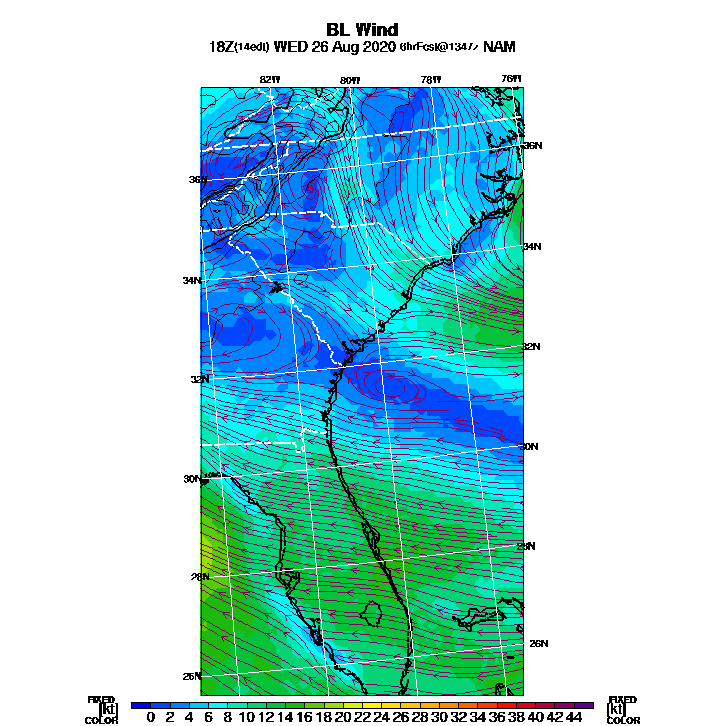 BL Wind
18Z(14edt) WED 26 Aug 2020 6hrFcst@1347z NAM
82W 80W 78W 76W
36N
36N
34N
34N
32N
32N
30N
30N
28N
28N
26N
26N
FIXED FIXED
[kt] 0 2 4 6 8 10 12 14 16 18 20 22 24 26 28 30 32 34 36 38 40 42 44 [kt]
COLOR COLOR